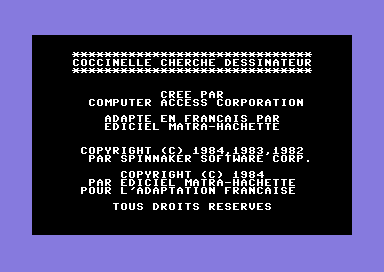 ******************************
COCCINELLE CHERCHE DESSINATEUR
******************************
CREE PAR
COMPUTER ACCESS CORPORATION
ADAPTE EN FRANCAIS PAR
EDICIEL MATRA-HACHETTE
COPYRIGHT (C) 1984,1983,1982
PAR SPINNAKER SOFTWARE CORP.
COPYRIGHT (C) 1984
PAR EDICIEL MATRA-HACHETTE
POUR L'ADAPTATION FRANCAISE
TOUS DROITS RESERVES